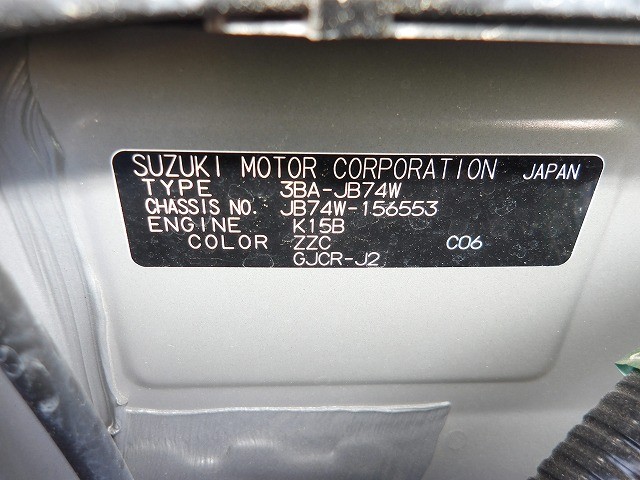 SUZUKI MOTOR CORPORATION JAPAN
TYPE 3BA-JB74W
CHASSIS NO. JB74W-156553
ENGINE K15B
COLOR ZZC C06
GJCR-J2